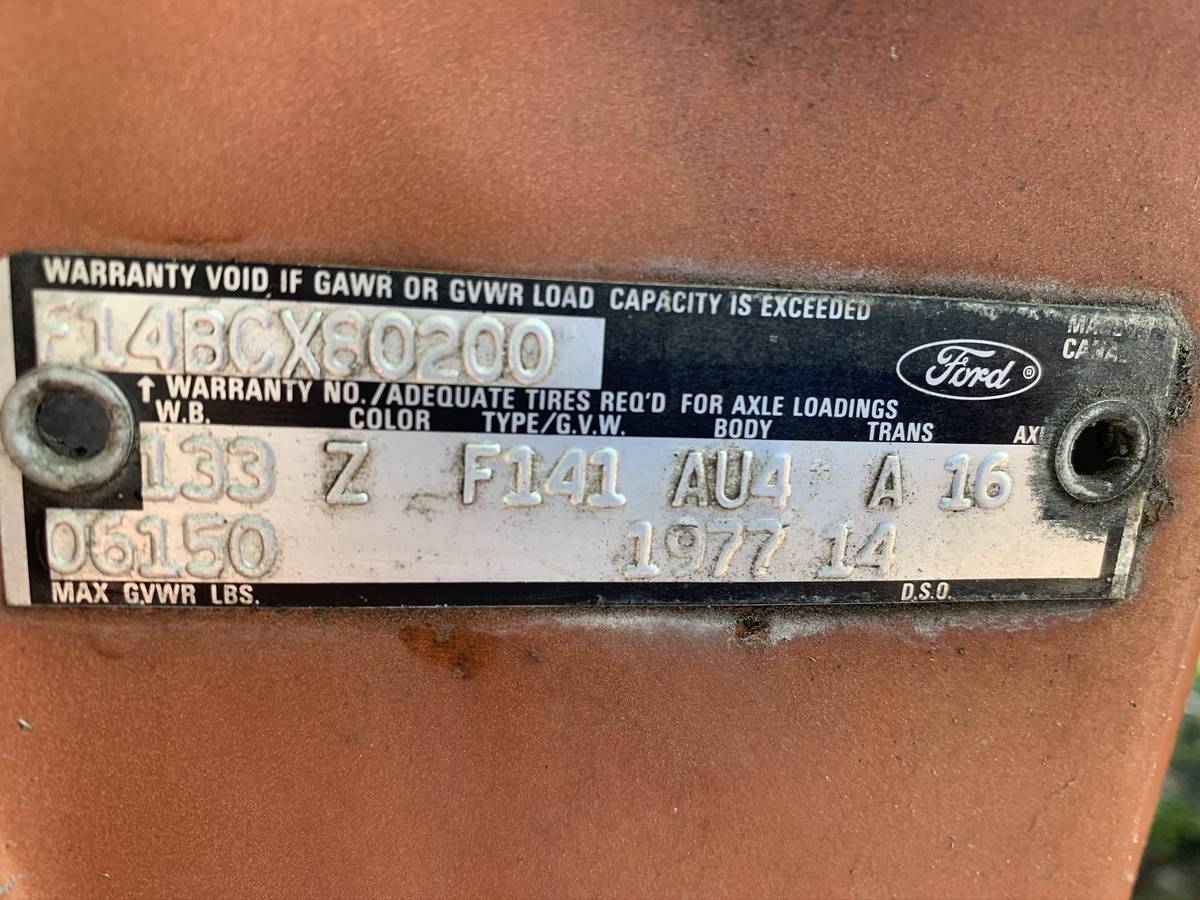 WARRANTY VOID IF GAWR OR GVWR LOAD CAPACITY IS EXCEEDED
F14BCX80200
Ford ®
↑ WARRANTY NO./ADEQUATE TIRES REQ'D FOR AXLE LOADINGS
W.B. COLOR TYPE/G.V.W. BODY TRANS
133 Z F141 AU4 A 16
06150 1977 14
MAX GVWR LBS. D.S.O.